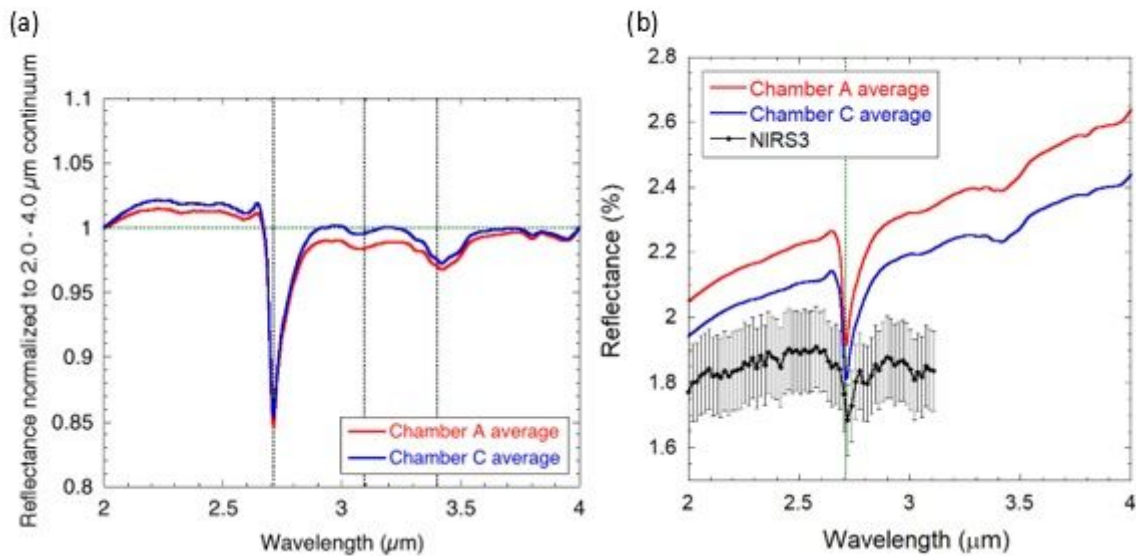 (a)
Reflectance normalized to 2.0 - 4.0 µm continuum
1.1
1.05
1
0.95
0.9
0.85
0.8
Chamber A average
Chamber C average
2
2.5
3
3.5
4
Wavelength (µm)
(b)
Reflectance (%)
2.8
2.6
2.4
2.2
2
1.8
1.6
Chamber A average
Chamber C average
NIRS3
2
2.5
3
3.5
4
Wavelength (μm)